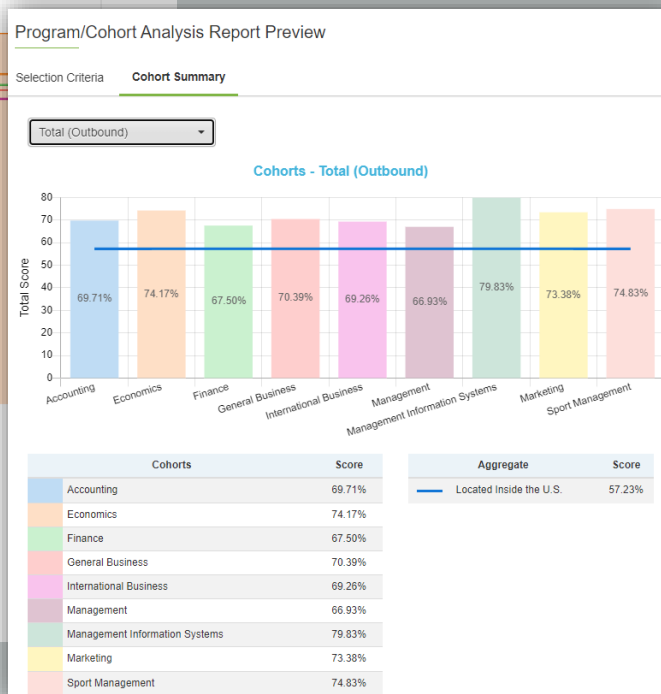 Program/Cohort Analysis Report Preview
Selection Criteria Cohort Summary
Total (Outbound)
Cohorts - Total (Outbound)
Total Score
80
70
60
50
40
30
20
10
0
69.71% 74.17% 67.50% 70.39% 69.26% 66.93% 79.83% 73.38% 74.83%
Accounting Economics Finance General Business International Business Management Management Information Systems Marketing Sport Management
Cohorts Score
Accounting 69.71%
Economics 74.17%
Finance 67.50%
General Business 70.39%
International Business 69.26%
Management 66.93%
Management Information Systems 79.83%
Marketing 73.38%
Sport Management 74.83%
Aggregate Score
Located Inside the U.S. 57.23%